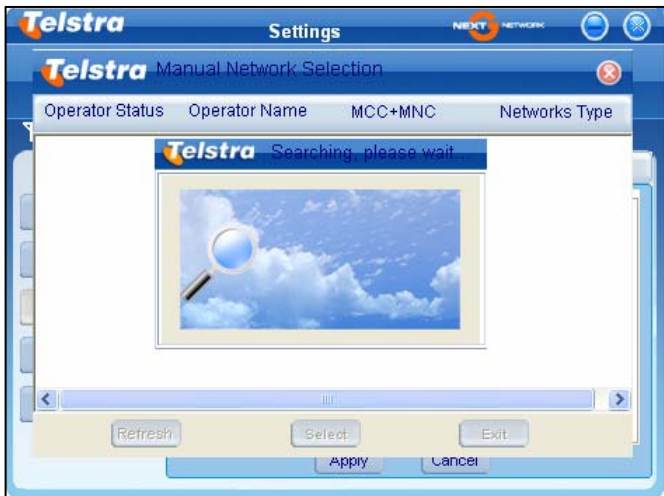 Telstra Settings NEXT G NETWORK
Telstra Manual Network Selection
Operator Status Operator Name MCC+MNC Networks Type
Telstra Searching, please wait...
Refresh Select Exit
Apply Cancel